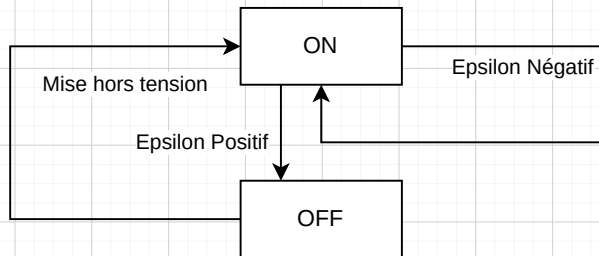 ON
Epsilon Négatif
Mise hors tension
Epsilon Positif
OFF